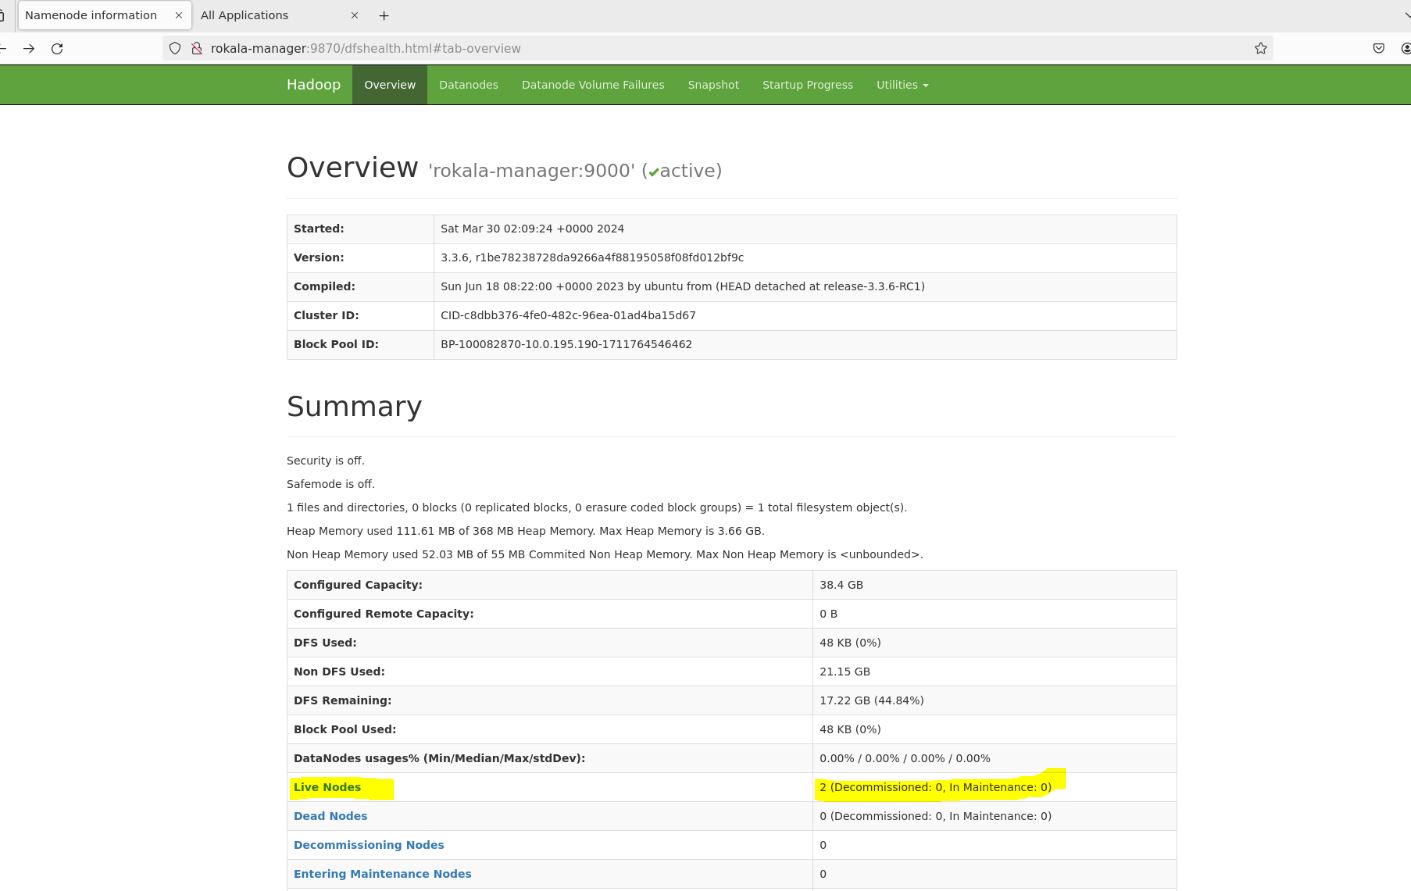 Namenode information × All Applications × +
rokala-manager:9870/dfshealth.html#tab-overview
Hadoop Overview Datanodes Datanode Volume Failures Snapshot Startup Progress Utilities
Overview 'rokala-manager:9000' (✔active)
Started: Sat Mar 30 02:09:24 +0000 2024
Version: 3.3.6, r1be78238728da9266a4f88195058f08fd012bf9c
Compiled: Sun Jun 18 08:22:00 +0000 2023 by ubuntu from (HEAD detached at release-3.3.6-RC1)
Cluster ID: CID-c8dbb376-4fe0-482c-96ea-01ad4ba15d67
Block Pool ID: BP-100082870-10.0.195.190-1711764546462
Summary
Security is off.
Safemode is off.
1 files and directories, 0 blocks (0 replicated blocks, 0 erasure coded block groups) = 1 total filesystem object(s).
Heap Memory used 111.61 MB of 368 MB Heap Memory. Max Heap Memory is 3.66 GB.
Non Heap Memory used 52.03 MB of 55 MB Commited Non Heap Memory. Max Non Heap Memory is <unbounded>.
Configured Capacity: 38.4 GB
Configured Remote Capacity: 0 B
DFS Used: 48 KB (0%)
Non DFS Used: 21.15 GB
DFS Remaining: 17.22 GB (44.84%)
Block Pool Used: 48 KB (0%)
DataNodes usages% (Min/Median/Max/stdDev): 0.00% / 0.00% / 0.00% / 0.00%
Live Nodes 2 (Decommissioned: 0, In Maintenance: 0)
Dead Nodes 0 (Decommissioned: 0, In Maintenance: 0)
Decommissioning Nodes 0
Entering Maintenance Nodes 0